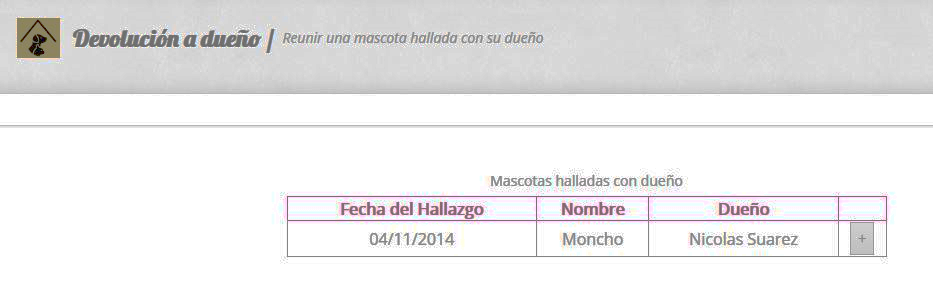 Devolución a dueño | Reunir una mascota hallada con su dueño
Mascotas halladas con dueño
Fecha del Hallazgo Nombre Dueño
04/11/2014 Moncho Nicolas Suarez +